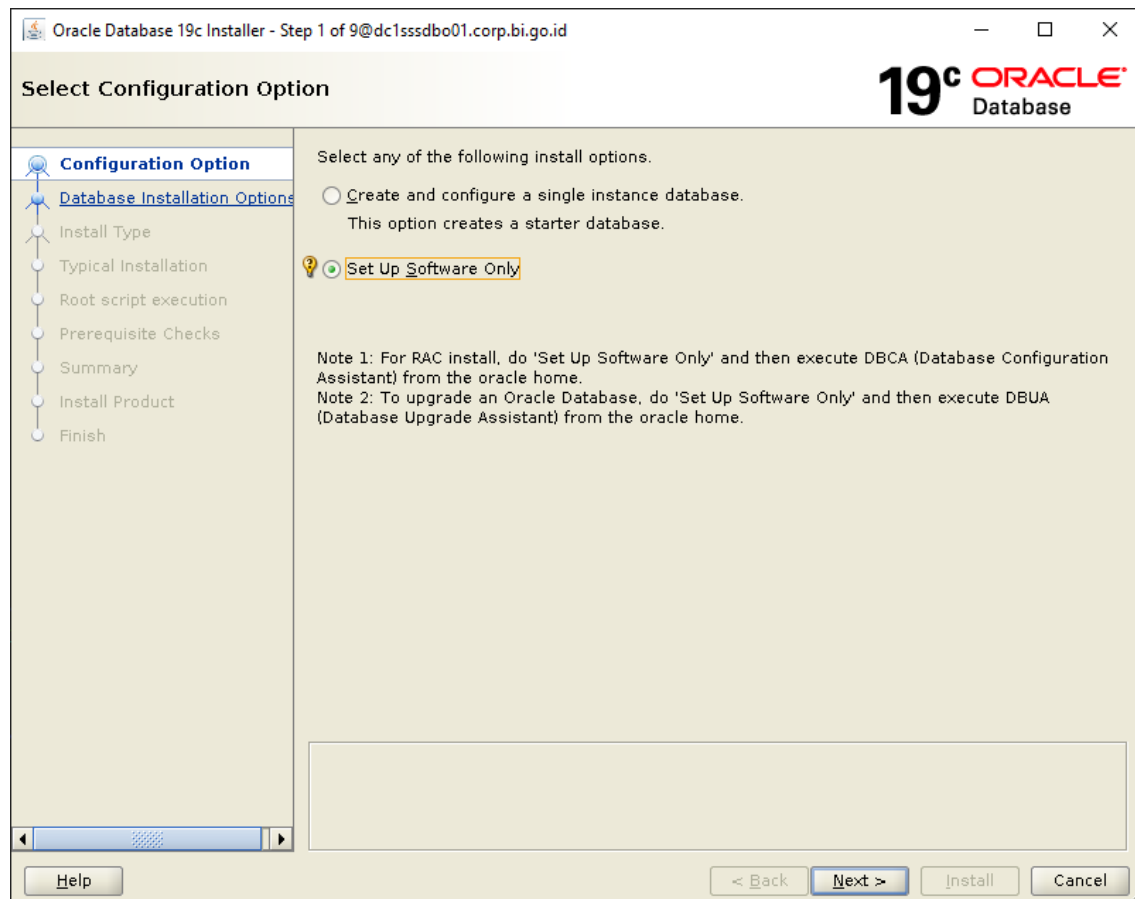 Oracle Database 19c Installer - Step 1 of 9@dc1sssdbo01.corp.bi.go.id
Select Configuration Option
19c ORACLE
Database
Configuration Option
Database Installation Options
Install Type
Typical Installation
Root script execution
Prerequisite Checks
Summary
Install Product
Finish
Select any of the following install options.
Create and configure a single instance database.
This option creates a starter database.
Set Up Software Only
Note 1: For RAC install, do 'Set Up Software Only' and then execute DBCA (Database Configuration
Assistant) from the oracle home.
Note 2: To upgrade an Oracle Database, do 'Set Up Software Only' and then execute DBUA
(Database Upgrade Assistant) from the oracle home.
Help
< Back
Next >
Install
Cancel